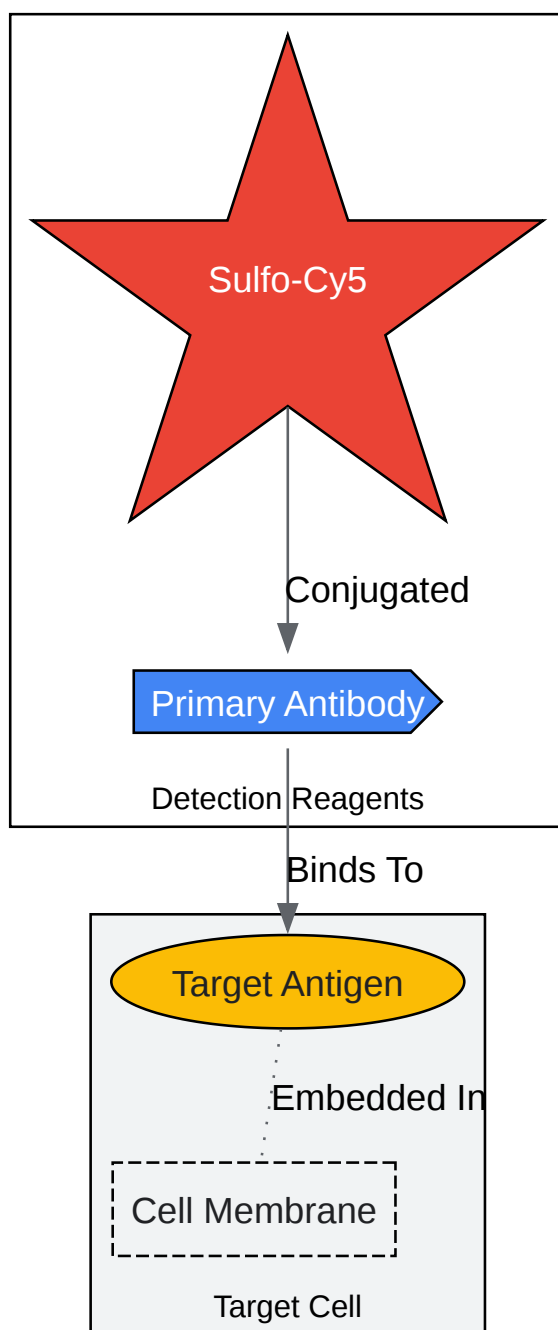 Sulfo-Cy5
Conjugated
Primary Antibody
Detection Reagents
Binds To
Target Antigen
Embedded In
Cell Membrane
Target Cell